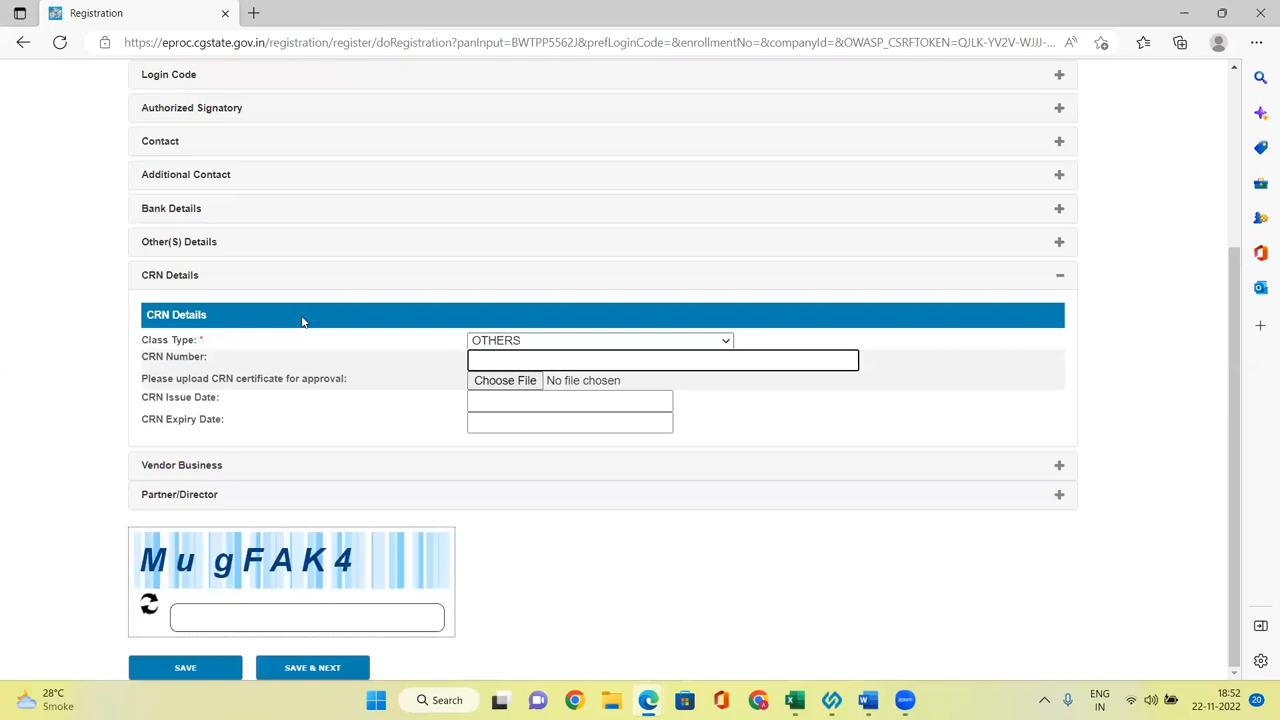 Registration
https://eproc.cgstate.gov.in/registration/register/doRegistration?panInput=BWTPP5562J&prefLoginCode=&enrollmentNo=&companyId=&OWASP_CSRFTOKEN=QJLK-YV2V-WJJJ-...
Login Code
Authorized Signatory
Contact
Additional Contact
Bank Details
Other(S) Details
CRN Details
CRN Details
Class Type: * OTHERS
CRN Number:
Please upload CRN certificate for approval: Choose File No file chosen
CRN Issue Date:
CRN Expiry Date:
Vendor Business
Partner/Director
MugFAK4
SAVE SAVE & NEXT
28°C
Smoke
Search
ENG
IN
18:52
22-11-2022
20